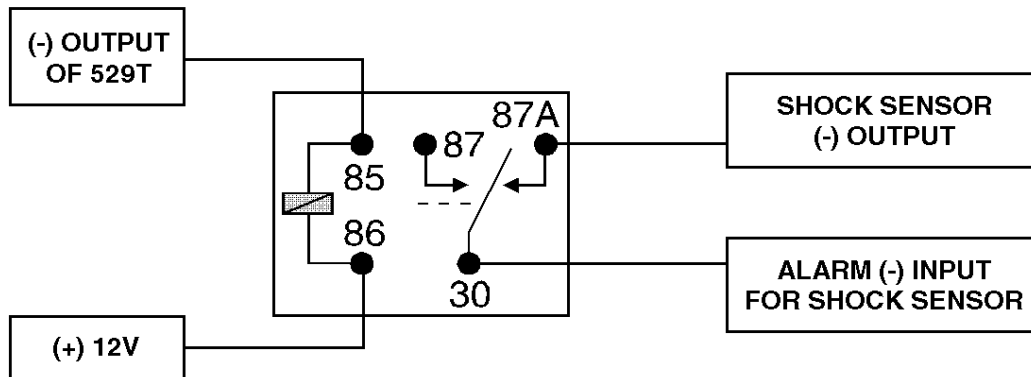 (-) OUTPUT
OF 529T
87A
87
85
86
30
SHOCK SENSOR
(-) OUTPUT
ALARM (-) INPUT
FOR SHOCK SENSOR
(+) 12V